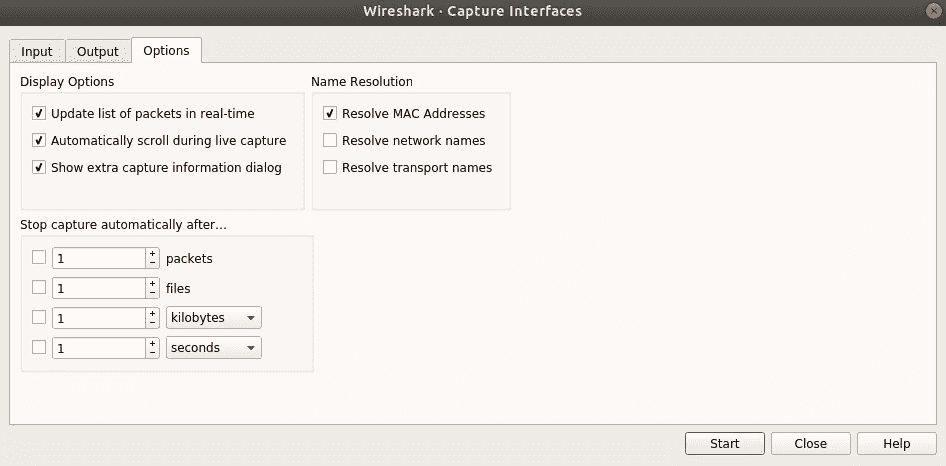 Wireshark · Capture Interfaces
Input Output Options
Display Options
Update list of packets in real-time
Automatically scroll during live capture
Show extra capture information dialog
Name Resolution
Resolve MAC Addresses
Resolve network names
Resolve transport names
Stop capture automatically after...
1 packets
1 files
1 kilobytes
1 seconds
Start Close Help